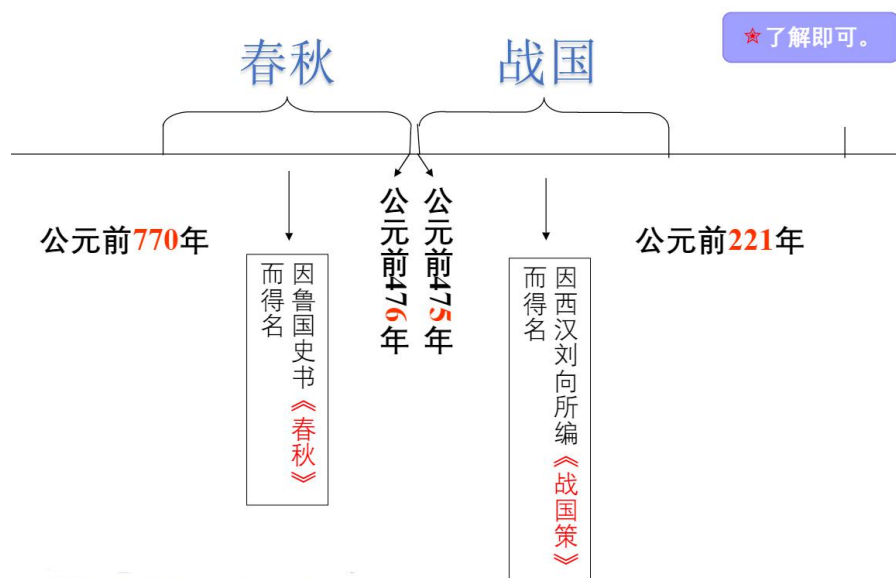 春秋
战国
★了解即可。
公元前770年
公元前476年
公元前475年
公元前221年
因鲁国史书《春秋》
而得名
因西汉刘向所编《战国策》
而得名